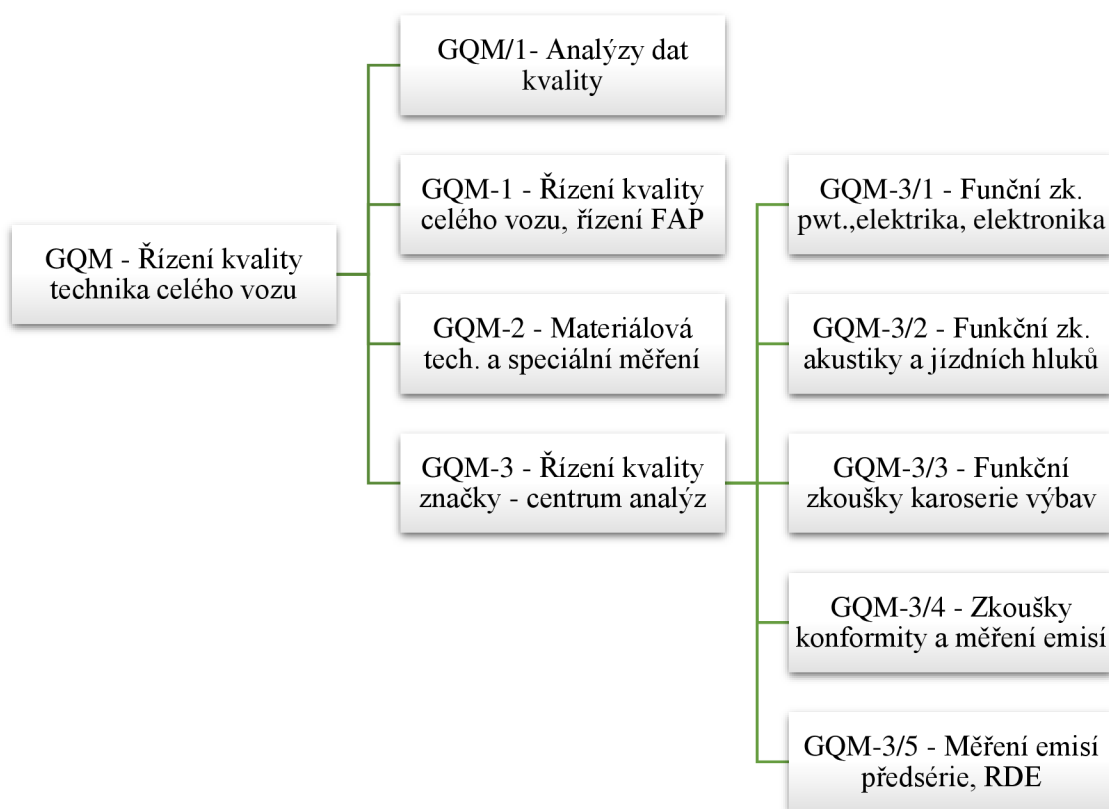 GQM - Řízení kvality
technika celého vozu
GQM/1- Analýzy dat
kvality
GQM-1 - Řízení kvality
celého vozu, řízení FAP
GQM-2 - Materiálová
tech. a speciální měření
GQM-3 - Řízení kvality
značky - centrum analýz
GQM-3/1 - Funční zk.
pwt.,elektrika, elektronika
GQM-3/2 - Funkční zk.
akustiky a jízdních hluků
GQM-3/3 - Funkční
zkoušky karoserie výbav
GQM-3/4 - Zkoušky
konformity a měření emisí
GQM-3/5 - Měření emisí
předsérie, RDE